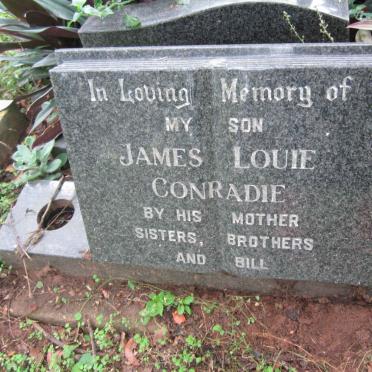 In Loving Memory of
MY SON
JAMES LOUIE
CONRADIE
BY HIS MOTHER
SISTERS, BROTHERS
AND BILL